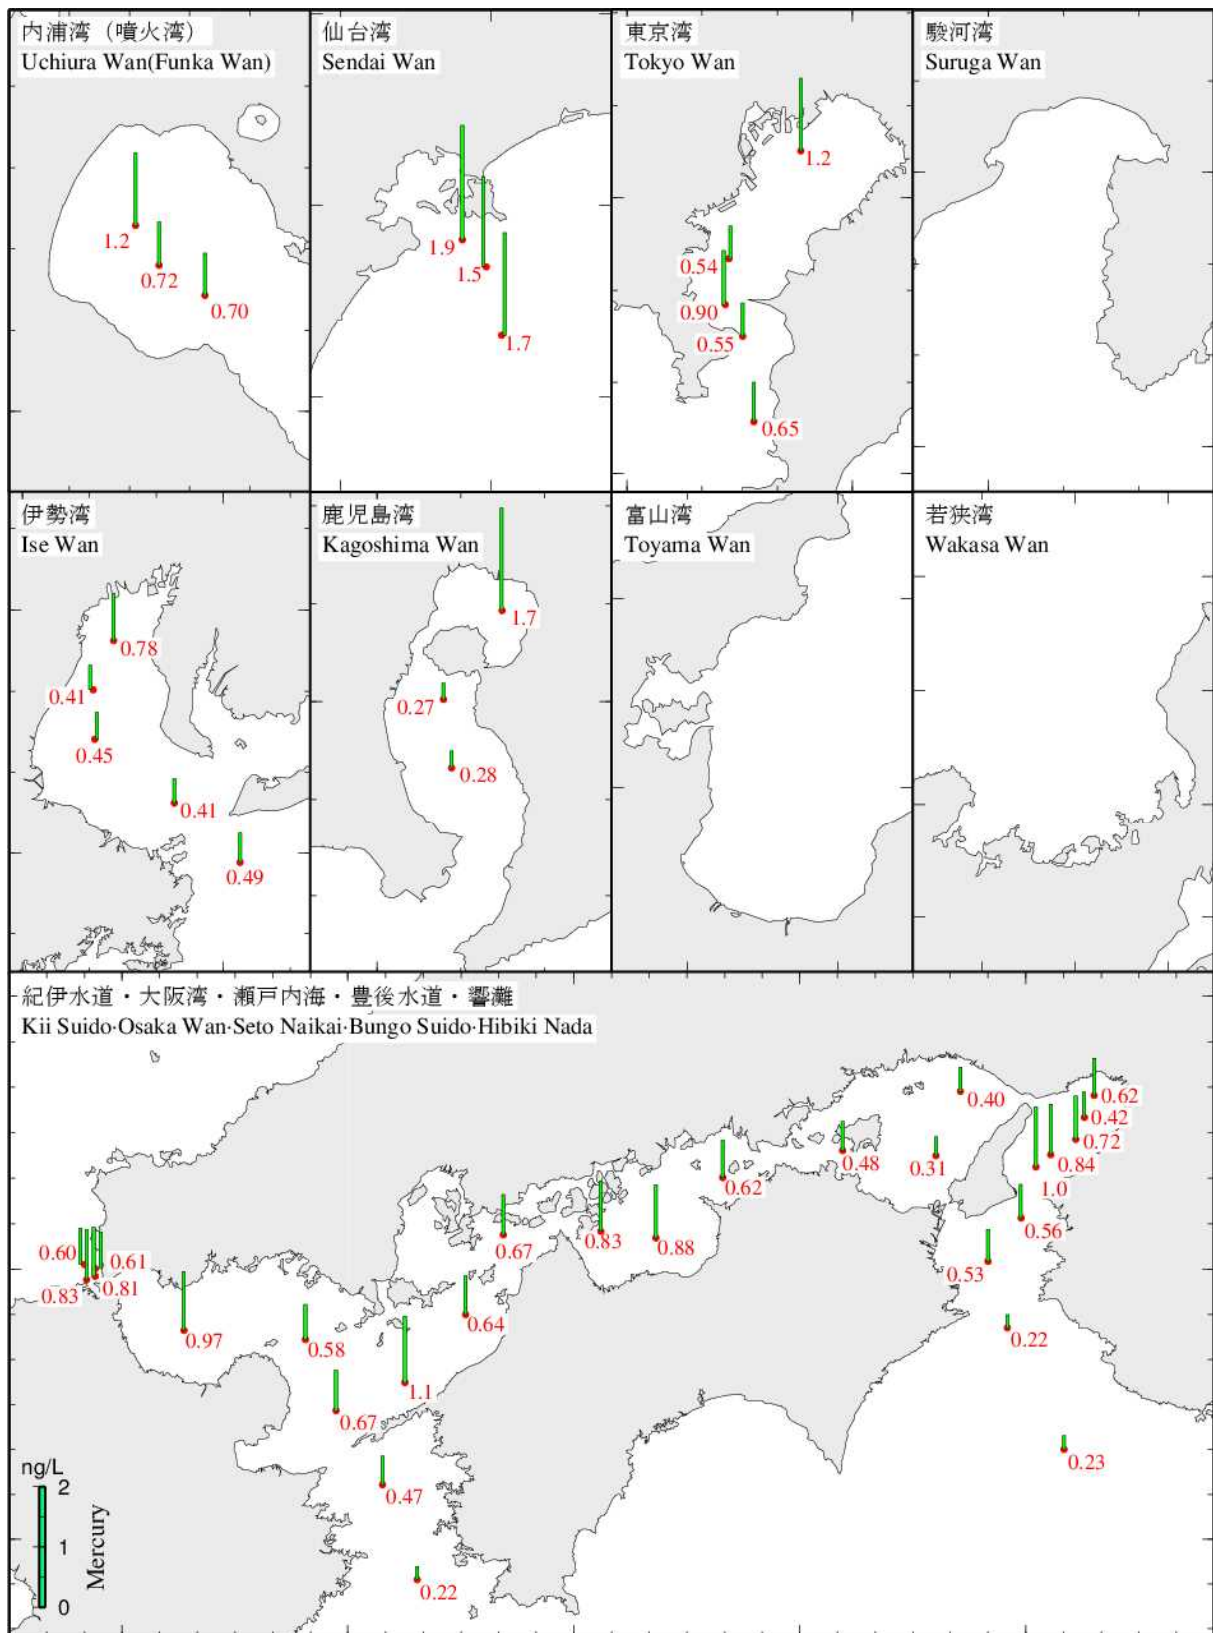 内浦湾（噴火湾）
Uchiura Wan(Funka Wan)
1.2
0.72
0.70
仙台湾
Sendai Wan
1.9
1.5
1.7
東京湾
Tokyo Wan
1.2
0.54
0.90
0.55
0.65
駿河湾
Suruga Wan
伊勢湾
Ise Wan
0.78
0.41
0.45
0.41
0.49
鹿児島湾
Kagoshima Wan
1.7
0.27
0.28
富山湾
Toyama Wan
若狭湾
Wakasa Wan
紀伊水道・大阪湾・瀬戸内海・豊後水道・響灘
Kii Suido·Osaka Wan·Seto Naikai·Bungo Suido·Hibiki Nada
0.60
0.61
0.83
0.81
0.97
0.58
0.67
1.1
0.64
0.67
0.83
0.88
0.62
0.48
0.31
0.40
0.62
0.42
0.72
0.84
1.0
0.56
0.53
0.22
0.23
0.47
0.22
ng/L
2
1
0
Mercury